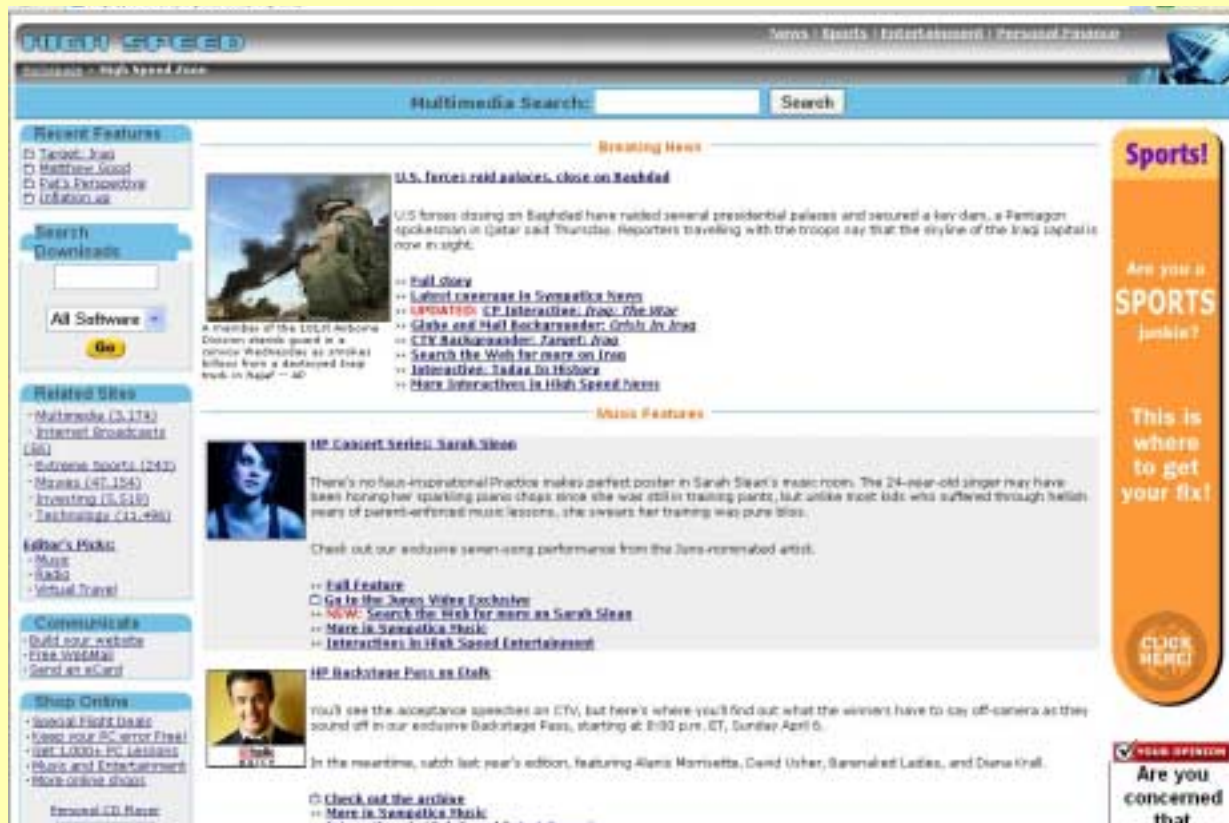 HIGH SPEED
News | Sports | Entertainment | Personal Finance
High Speed Zone
Multimedia Search:
Search
Recent Features
Target: Iraq
Matthew Good
Pat's Perspective
Inflation up
Search
Downloads
All Software
Go
Related Sites
Multimedia (3,174)
Internet Broadcasts
Extreme Sports (243)
Movies (47,154)
Investing (5,519)
Technology (11,496)
Editor's Picks:
Music
Radio
Virtual Travel
Communicate
Build your website
Free WebMail
Send an eCard
Shop Online
Special Flight Deals
Keep your PC error Free!
Get 1,000+ PC Lessons
Music and Entertainment
More online shops
Personal CD Player
Breaking News
U.S. forces raid palaces, close on Baghdad
U.S forces closing on Baghdad have raided several presidential palaces and secured a key dam, a Pentagon
spokesman in Qatar said Thursday. Reporters travelling with the troops say that the skyline of the Iraqi capital is
now in sight.
A member of the 101st Airborne
Division stands guard in a
convoy Wednesday as smokes
billows from a destroyed Iraqi
truck in Najaf -- AP
›› Full story
›› Latest coverage in Sympatico News
›› UPDATED: CP Interactive: Iraq: The War
›› Globe and Mail Backgrounder: Crisis In Iraq
›› CTV Backgrounder: Target: Iraq
›› Search the Web for more on Iraq
›› Interactive: Today In History
›› More Interactives in High Speed News
Music Features
HP Concert Series: Sarah Slean
There's no faux-inspirational Practice makes perfect poster in Sarah Slean's music room. The 24-year-old singer may have
been honing her sparkling piano chops since she was still in training pants, but unlike most kids who suffered through hellish
years of parent-enforced music lessons, she swears her training was pure bliss.
Check out our exclusive seven-song performance from the Juno-nominated artist.
›› Full Feature
Go to the Junos Video Exclusive
›› NEW: Search the Web for more on Sarah Slean
›› More in Sympatico Music
›› Interactives in High Speed Entertainment
HP Backstage Pass on Etalk
You'll see the acceptance speeches on CTV, but here's where you'll find out what the winners have to say off-camera as they
sound off in our exclusive Backstage Pass, starting at 8:00 p.m. ET, Sunday April 6.
In the meantime, catch last year's edition, featuring Alanis Morissette, David Usher, Barenaked Ladies, and Diana Krall.
Check out the archive
›› More in Sympatico Music
Sports!
Are you a
SPORTS
junkie?
This is
where
to get
your fix!
CLICK
HERE!
YOUR OPINION
Are you
concerned
that